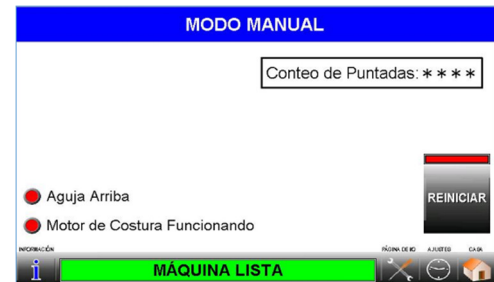 MODO MANUAL
Conteo de Puntadas: ****
Aguja Arriba
REINICIAR
Motor de Costura Funcionando
INFORMACIÓN
PÁGINA DE IO
AJUSTES
CASA
i
MÁQUINA LISTA